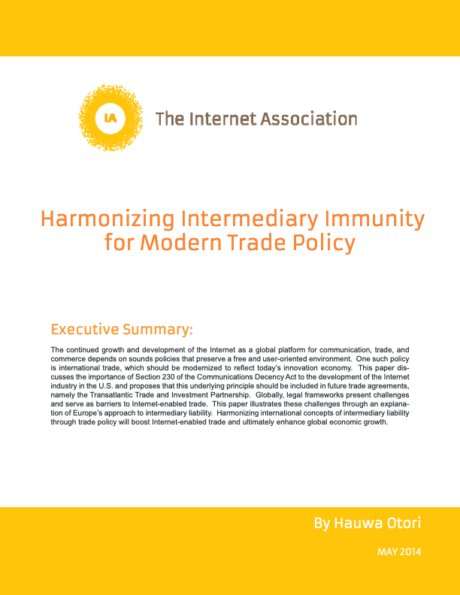 IA
The Internet Association
Harmonizing Intermediary Immunity
for Modern Trade Policy
Executive Summary:
The continued growth and development of the Internet as a global platform for communication, trade, and
commerce depends on sounds policies that preserve a free and user-oriented environment.  One such policy
is international trade, which should be modernized to reflect today's innovation economy.  This paper dis-
cusses the importance of Section 230 of the Communications Decency Act to the development of the Internet
industry in the U.S. and proposes that this underlying principle should be included in future trade agreements,
namely the Transatlantic Trade and Investment Partnership.  Globally, legal frameworks present challenges
and serve as barriers to Internet-enabled trade.  This paper illustrates these challenges through an explana-
tion of Europe's approach to intermediary liability.  Harmonizing international concepts of intermediary liability
through trade policy will boost Internet-enabled trade and ultimately enhance global economic growth.
By Hauwa Otori
MAY 2014